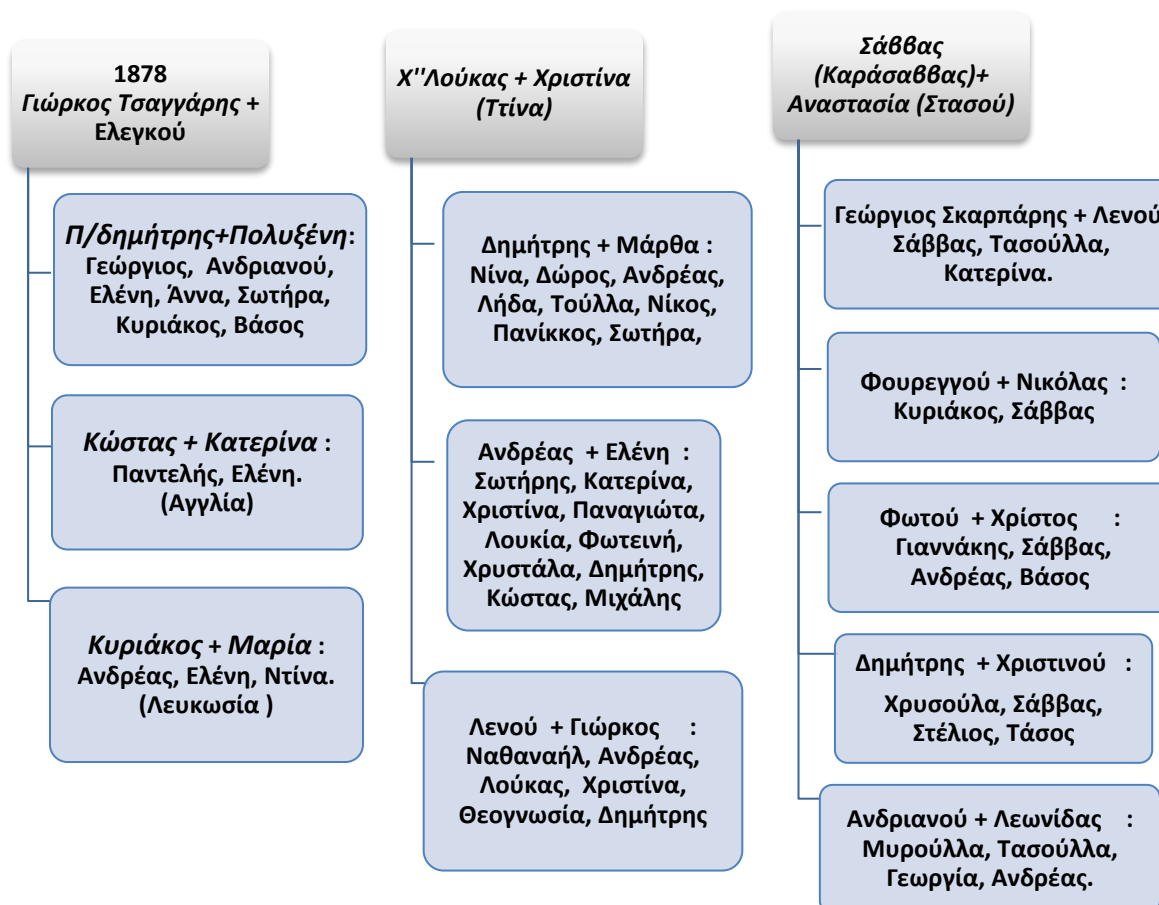 1878
Γιώρκος Τσαγγάρης +
Ελεγκού
Π/δημήτρης+Πολυξένη:
Γεώργιος, Ανδριανού,
Ελένη, Άννα, Σωτήρα,
Κυριάκος, Βάσος
Κώστας + Κατερίνα :
Παντελής, Ελένη.
(Αγγλία)
Κυριάκος + Μαρία :
Ανδρέας, Ελένη, Ντίνα.
(Λευκωσία )
Χ''Λούκας + Χριστίνα
(Ττίνα)
Δημήτρης + Μάρθα :
Νίνα, Δώρος, Ανδρέας,
Λήδα, Τούλλα, Νίκος,
Πανίκκος, Σωτήρα,
Ανδρέας + Ελένη :
Σωτήρης, Κατερίνα,
Χριστίνα, Παναγιώτα,
Λουκία, Φωτεινή,
Χρυστάλα, Δημήτρης,
Κώστας, Μιχάλης
Λενού + Γιώρκος :
Ναθαναήλ, Ανδρέας,
Λούκας, Χριστίνα,
Θεογνωσία, Δημήτρης
Σάββας
(Καράσαββας)+
Αναστασία (Στασού)
Γεώργιος Σκαρπάρης + Λενού
Σάββας, Τασούλλα,
Κατερίνα.
Φουρεγγού + Νικόλας :
Κυριάκος, Σάββας
Φωτού + Χρίστος :
Γιαννάκης, Σάββας,
Ανδρέας, Βάσος
Δημήτρης + Χριστινού :
Χρυσούλα, Σάββας,
Στέλιος, Τάσος
Ανδριανού + Λεωνίδας :
Μυρούλλα, Τασούλλα,
Γεωργία, Ανδρέας.